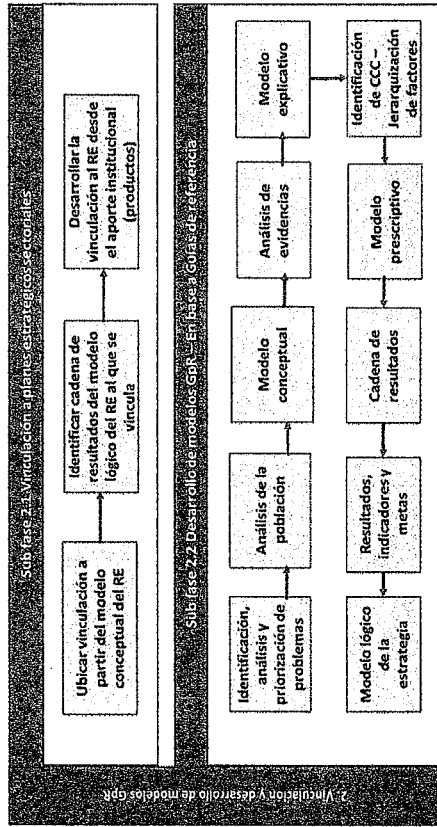 2. Vinculación y desarrollo de modelos GpR
Sub fase 2.1 Vinculación a planes estratégicos sectoriales
Ubicar vinculación a
partir del modelo
conceptual del RE
Identificar cadena de
resultados del modelo
lógico del RE al que se
vincula
Desarrollar la
vinculación al RE desde
el aporte institucional
(productos)
Sub fase 2.2 Desarrollo de modelos GpR – En base a Guías de referencia
Identificación,
análisis y
priorización de
problemas
Análisis de la
población
Modelo
conceptual
Análisis de
evidencias
Modelo
explicativo
Identificación
de CCC –
Jerarquización
de factores
Modelo
prescriptivo
Cadena de
resultados
Resultados,
indicadores y
metas
Modelo lógico
de la
estrategia